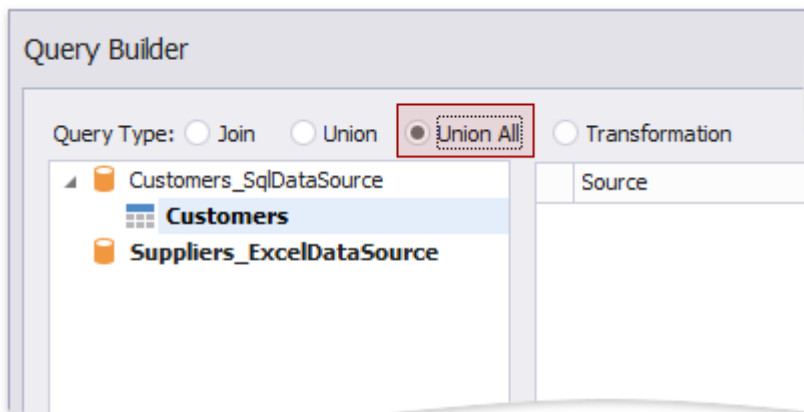 Query Builder
Query Type: Join Union Union All Transformation
Customers_SqlDataSource
Source
Customers
Suppliers_ExcelDataSource